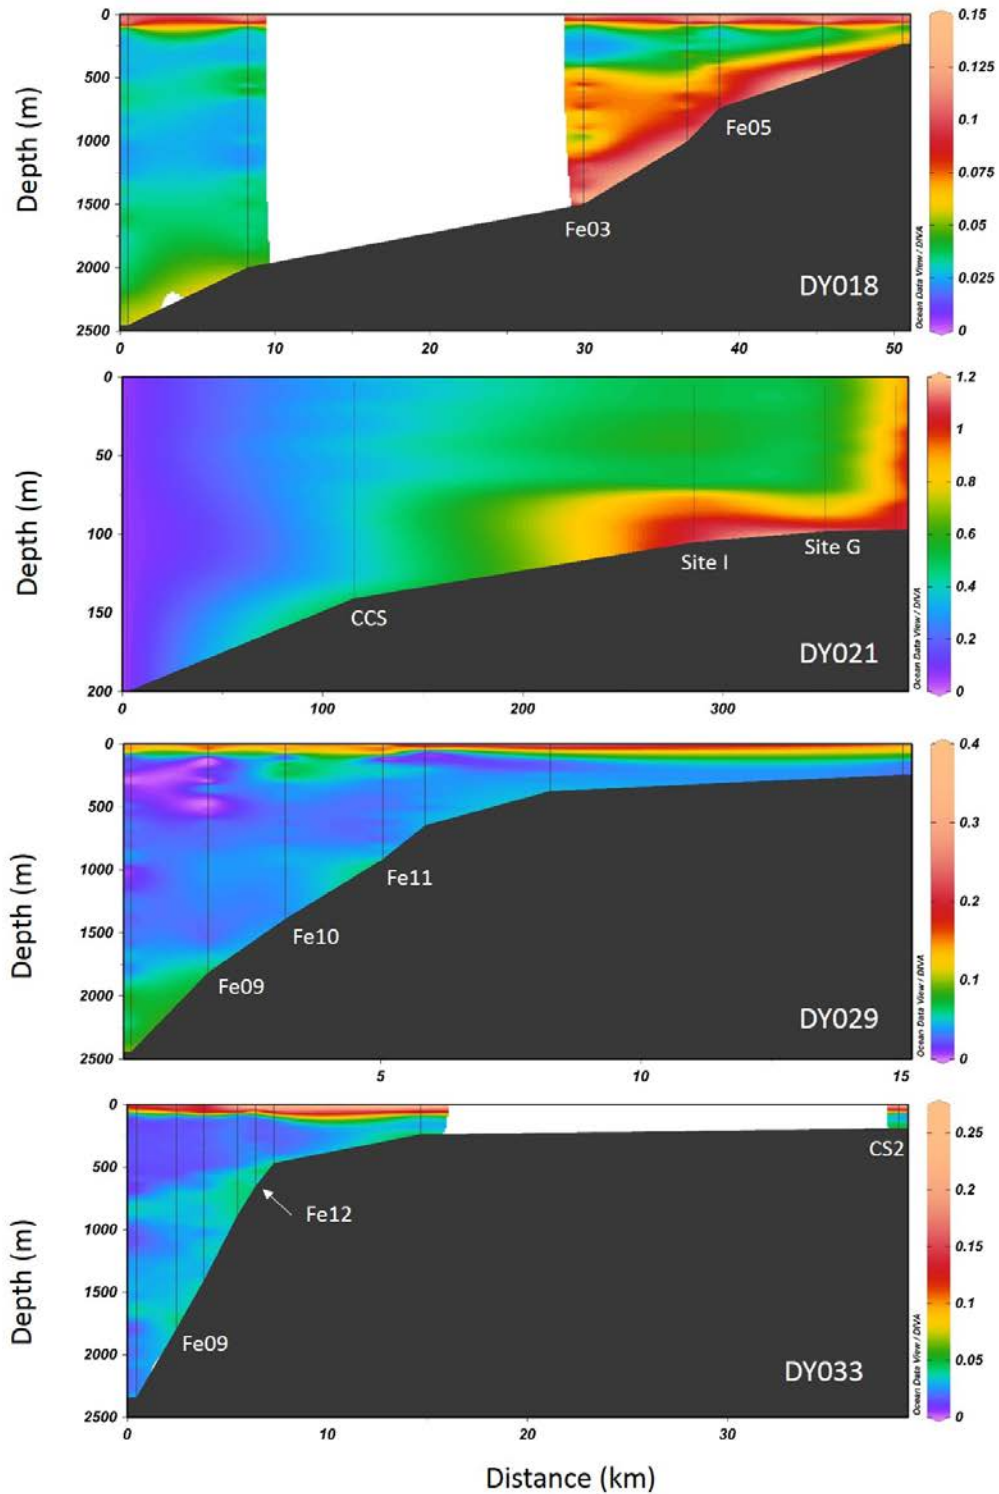 Depth (m)
0
500
1000
1500
2000
2500
0
10
20
30
40
50
Fe03
Fe05
DY018
Ocean Data View / DIVA
0.15
0.125
0.1
0.075
0.05
0.025
0
Depth (m)
0
50
100
150
200
0
100
200
300
CCS
Site I
Site G
DY021
Ocean Data View / DIVA
1.2
1
0.8
0.6
0.4
0.2
0
Depth (m)
0
500
1000
1500
2000
2500
5
10
15
Fe09
Fe10
Fe11
DY029
Ocean Data View / DIVA
0.4
0.3
0.2
0.1
0
Depth (m)
0
500
1000
1500
2000
2500
0
10
20
30
Fe09
Fe12
CS2
DY033
Ocean Data View / DIVA
0.25
0.2
0.15
0.1
0.05
0
Distance (km)